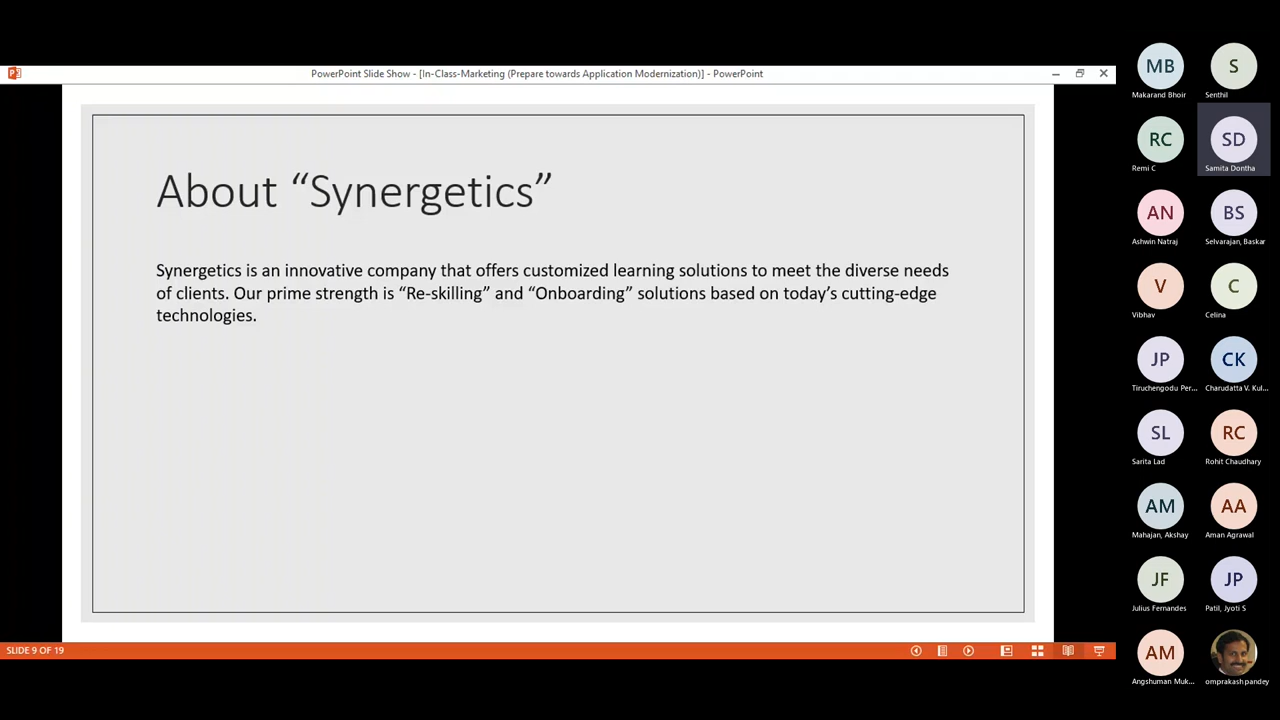 PowerPoint Slide Show - [In-Class-Marketing (Prepare towards Application Modernization)] - PowerPoint
About “Synergetics”
Synergetics is an innovative company that offers customized learning solutions to meet the diverse needs
of clients. Our prime strength is “Re-skilling” and “Onboarding” solutions based on today’s cutting-edge
technologies.
SLIDE 9 OF 19
MB
Makarand Bhoir
S
Senthil
RC
Remi C
SD
Samita Dontha
AN
Ashwin Natraj
BS
Selvarajan, Baskar
V
Vibhav
C
Celina
JP
Tiruchengodu Per...
CK
Charudatta V. Kul...
SL
Sarita Lad
RC
Rohit Chaudhary
AM
Mahajan, Akshay
AA
Aman Agrawal
JF
Julius Fernandes
JP
Patil, Jyoti S
AM
Angshuman Muk...
omprakash pandey